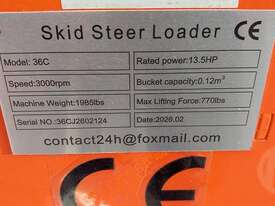 Skid Steer Loader CE
Model: 36C Rated power:13.5HP
Speed:3000rpm Bucket capacity:0.12m³
Machine Weight:1985lbs Max Lifting Force:770lbs
Serial NO.:36CJ2602124 Du date:2026.02
contact24h@foxmail.com
CE